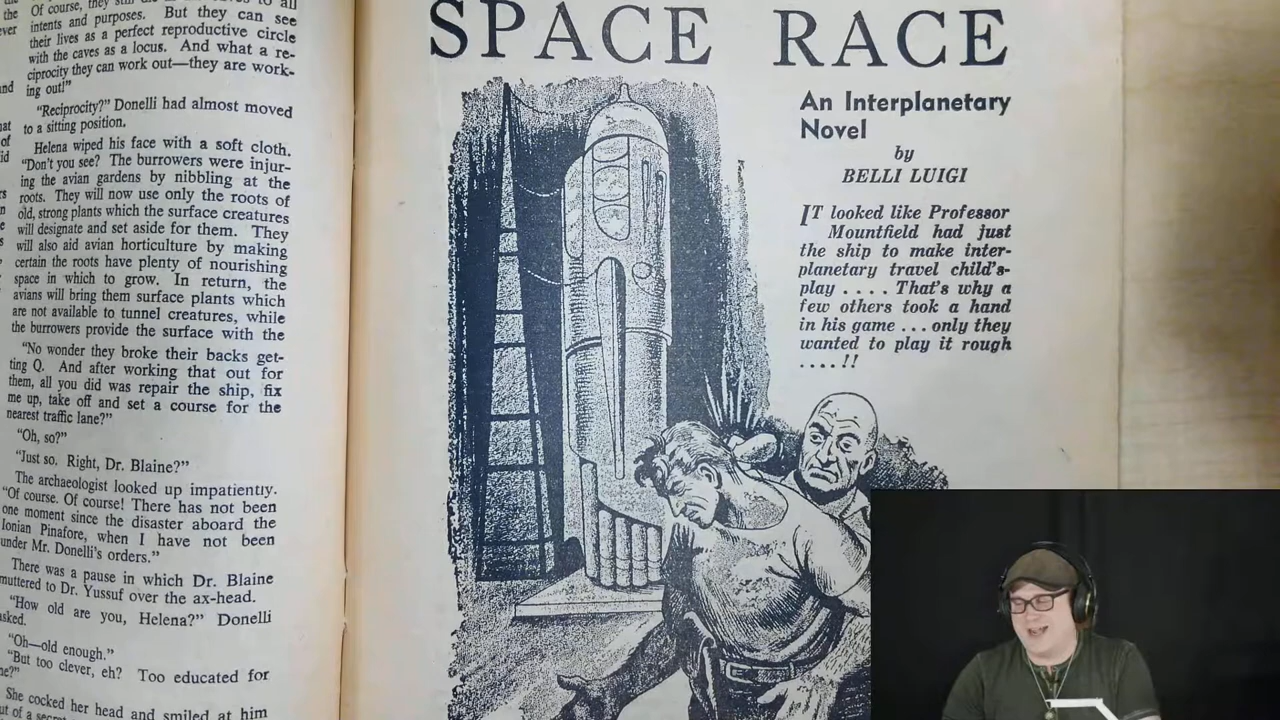 the Of course, they still
ever intents and purposes. But they can see
their lives as a perfect reproductive circle
with the caves as a locus. And what a re-
ciprocity they can work out—they are work-
and ing out!"
"Reciprocity?" Donelli had almost moved
to a sitting position.
Helena wiped his face with a soft cloth.
"Don't you see? The burrowers were injur-
ing the avian gardens by nibbling at the
roots. They will now use only the roots of
old, strong plants which the surface creatures
will designate and set aside for them. They
will also aid avian horticulture by making
certain the roots have plenty of nourishing
space in which to grow. In return, the
avians will bring them surface plants which
are not available to tunnel creatures, while
the burrowers provide the surface with the
"No wonder they broke their backs get-
ting Q. And after working that out for
them, all you did was repair the ship, fix
me up, take off and set a course for the
nearest traffic lane?"
"Oh, so?"
"Just so. Right, Dr. Blaine?"
The archaeologist looked up impatiently.
"Of course. Of course! There has not been
one moment since the disaster aboard the
Ionian Pinafore, when I have not been
under Mr. Donelli's orders."
There was a pause in which Dr. Blaine
muttered to Dr. Yussuf over the ax-head.
"How old are you, Helena?" Donelli
asked.
"Oh—old enough."
"But too clever, eh? Too educated for
me?"
She cocked her head and smiled at him
SPACE RACE
An Interplanetary
Novel
by
BELLI LUIGI
IT looked like Professor
Mountfield had just
the ship to make inter-
planetary travel child's-
play . . . . That's why a
few others took a hand
in his game . . . only they
wanted to play it rough
. . . . !!